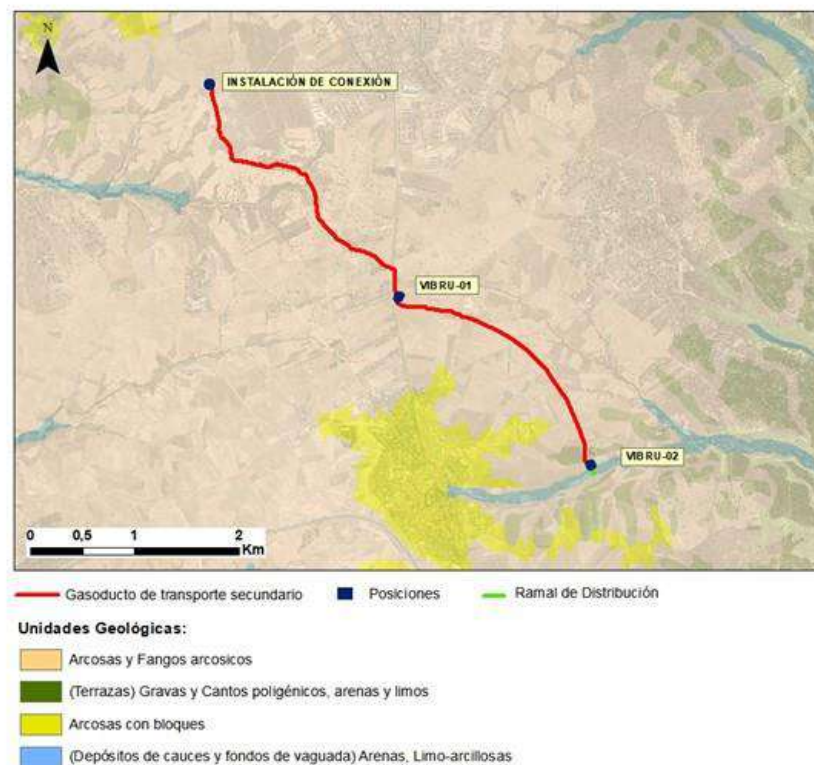 N
INSTALACIÓN DE CONEXIÓN
VIBRU-01
VIBRU-02
0 0,5 1 2
Km
Gasoducto de transporte secundario Posiciones Ramal de Distribución
Unidades Geológicas:
Arcosas y Fangos arcosicos
(Terrazas) Gravas y Cantos poligénicos, arenas y limos
Arcosas con bloques
(Depósitos de cauces y fondos de vaguada) Arenas, Limo-arcillosas